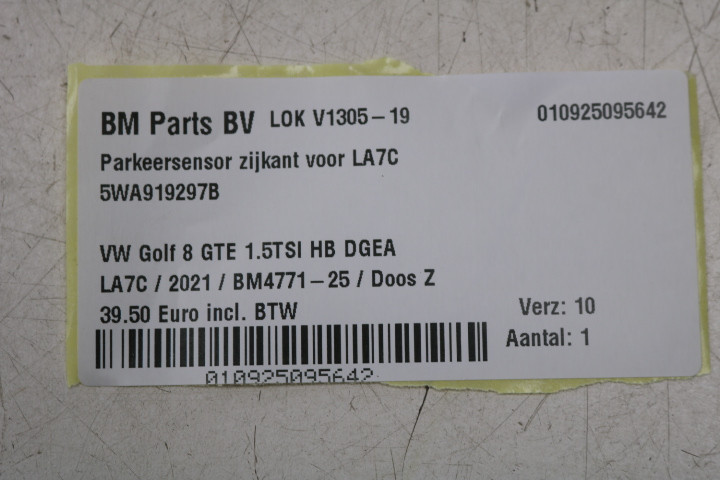 BM Parts BV LOK V1305-19 010925095642
Parkeersensor zijkant voor LA7C
5WA919297B
VW Golf 8 GTE 1.5TSI HB DGEA
LA7C / 2021 / BM4771-25 / Doos Z
39.50 Euro incl. BTW Verz: 10
Aantal: 1
010925095642